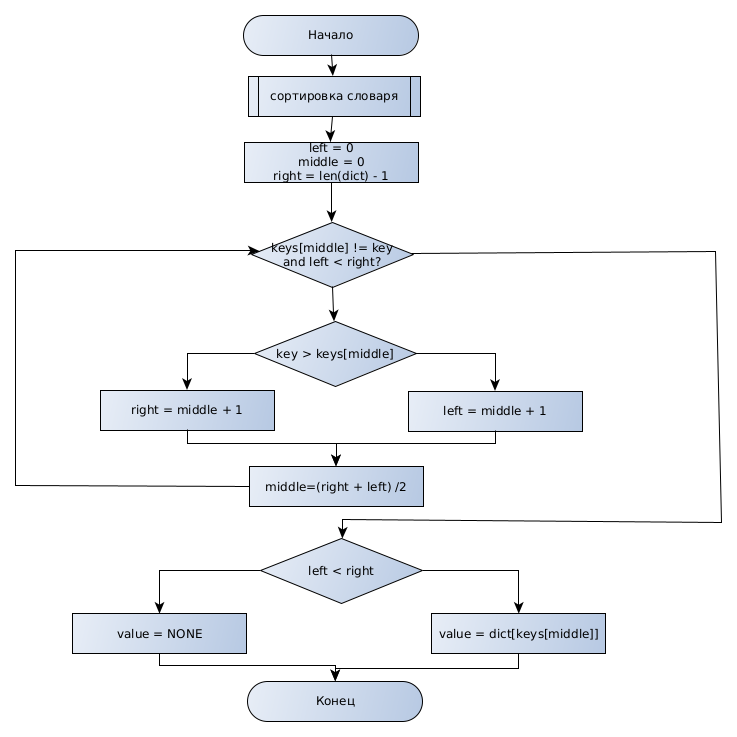 Начало
сортировка словаря
left = 0
middle = 0
right = len(dict) - 1
keys[middle] != key
and left < right?
key > keys[middle]
right = middle + 1
left = middle + 1
middle=(right + left) /2
left < right
value = NONE
value = dict[keys[middle]]
Конец